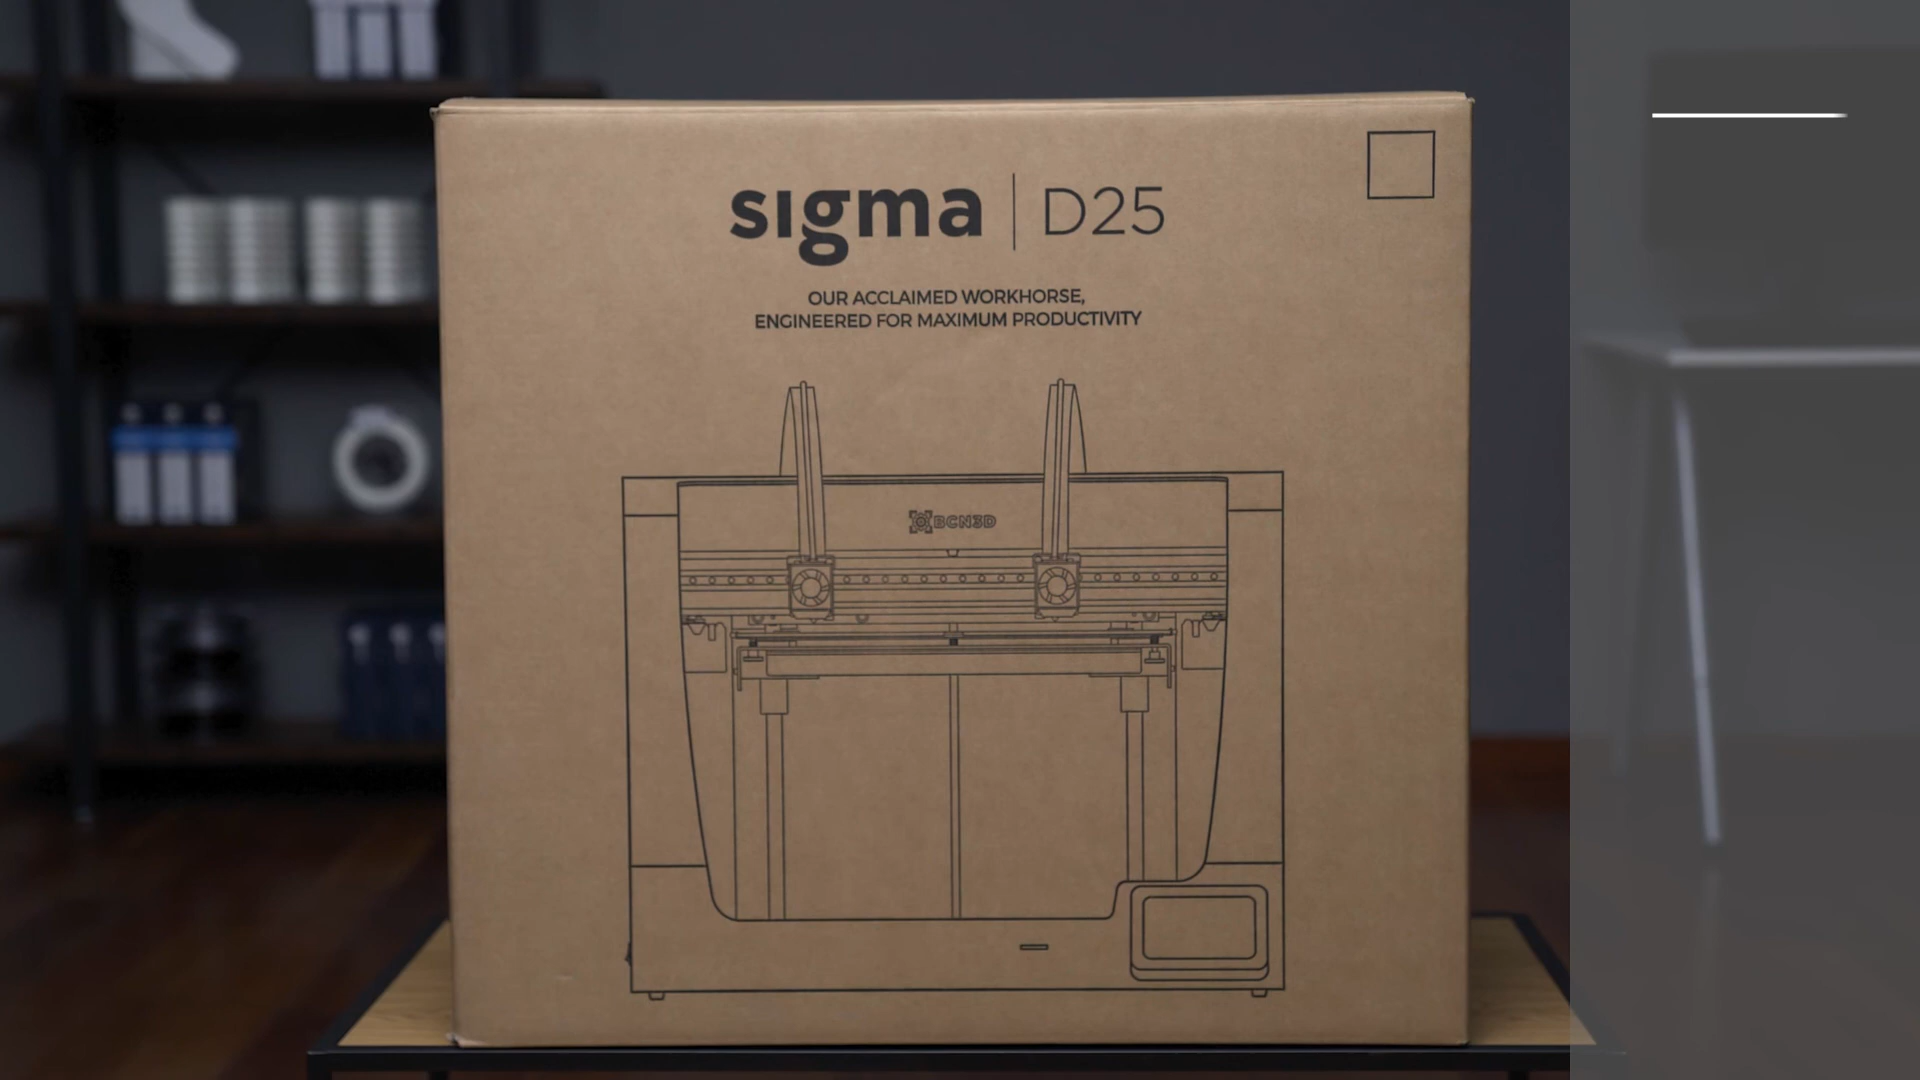 sigma | D25
OUR ACCLAIMED WORKHORSE,
ENGINEERED FOR MAXIMUM PRODUCTIVITY
BCN3D